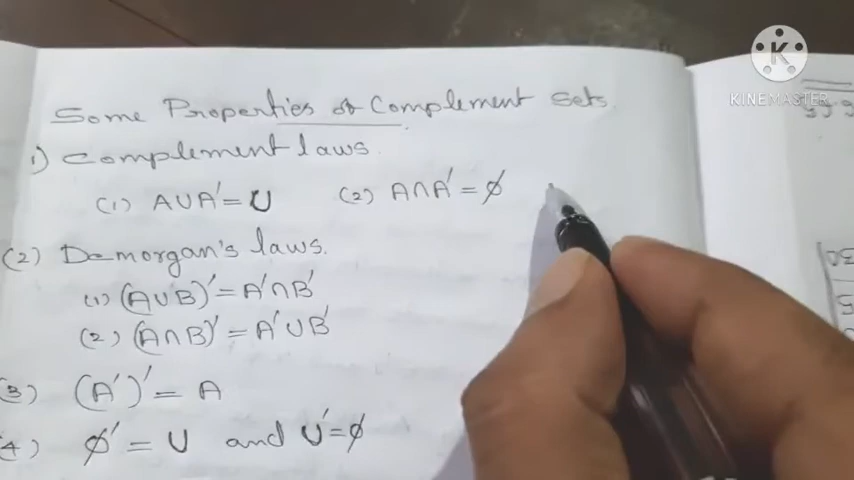 Some Properties of Complement Sets.
1) Complement laws
(1) A∪A′ = U (2) A∩A′ = ϕ
(2) Demorgan's laws.
(1) (A∪B)′ = A′∩B′
(2) (A∩B)′ = A′∪B′
(3) (A′)′ = A
(4) ϕ′ = U and U′ = ϕ
K
KINEMASTER